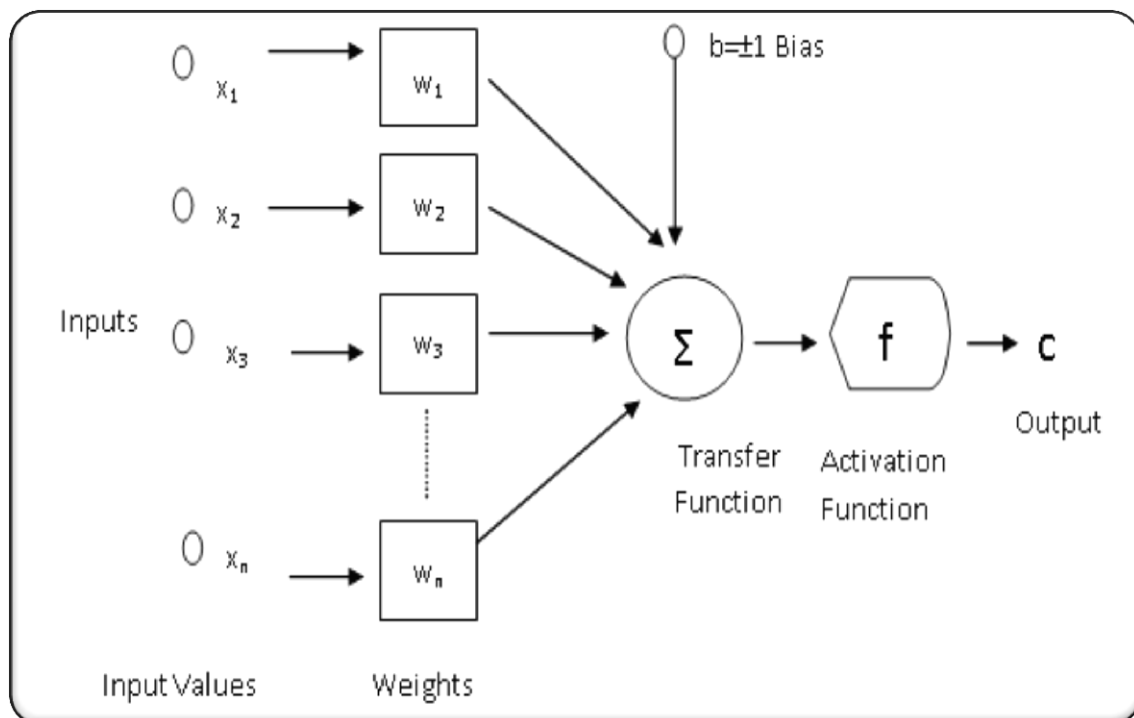 b=±1 Bias
x₁
w₁
x₂
w₂
Inputs
x₃
w₃
Σ
f
c
Output
Transfer
Function
Activation
Function
xₙ
wₙ
Input Values
Weights